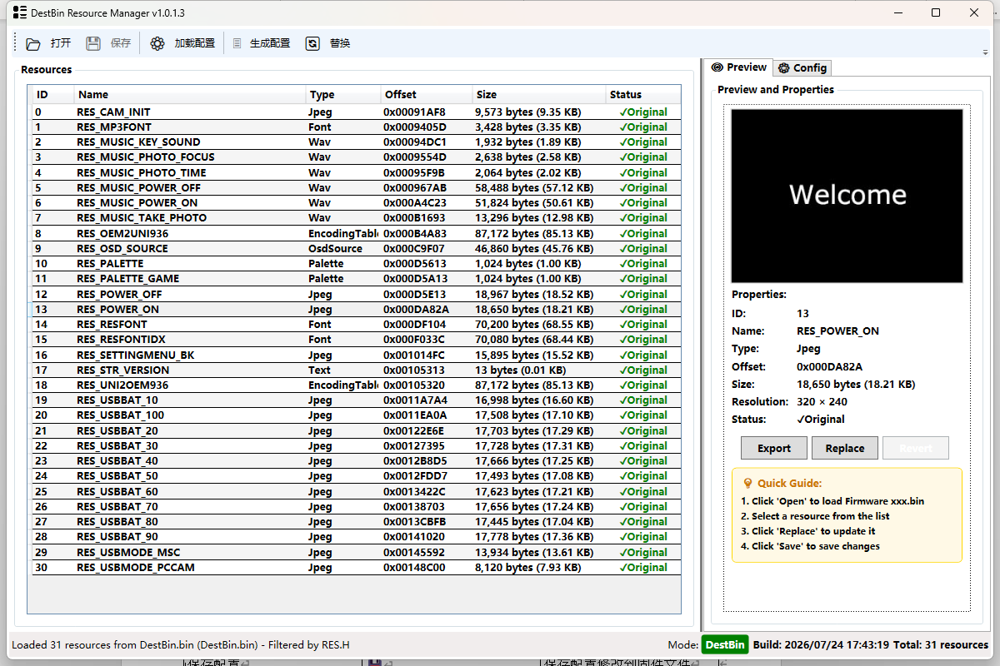 DestBin Resource Manager v1.0.1.3
打开 保存 加载配置 生成配置 替换
Resources
ID Name Type Offset Size Status
0 RES_CAM_INIT Jpeg 0x00091AF8 9,573 bytes (9.35 KB) ✓Original
1 RES_MP3FONT Font 0x0009405D 3,428 bytes (3.35 KB) ✓Original
2 RES_MUSIC_KEY_SOUND Wav 0x00094DC1 1,932 bytes (1.89 KB) ✓Original
3 RES_MUSIC_PHOTO_FOCUS Wav 0x0009554D 2,638 bytes (2.58 KB) ✓Original
4 RES_MUSIC_PHOTO_TIME Wav 0x00095F9B 2,064 bytes (2.02 KB) ✓Original
5 RES_MUSIC_POWER_OFF Wav 0x000967AB 58,488 bytes (57.12 KB) ✓Original
6 RES_MUSIC_POWER_ON Wav 0x000A4C23 51,824 bytes (50.61 KB) ✓Original
7 RES_MUSIC_TAKE_PHOTO Wav 0x000B1693 13,296 bytes (12.98 KB) ✓Original
8 RES_OEM2UNI936 EncodingTable 0x000B4A83 87,172 bytes (85.13 KB) ✓Original
9 RES_OSD_SOURCE OsdSource 0x000C9F07 46,860 bytes (45.76 KB) ✓Original
10 RES_PALETTE Palette 0x000D5613 1,024 bytes (1.00 KB) ✓Original
11 RES_PALETTE_GAME Palette 0x000D5A13 1,024 bytes (1.00 KB) ✓Original
12 RES_POWER_OFF Jpeg 0x000D5E13 18,967 bytes (18.52 KB) ✓Original
13 RES_POWER_ON Jpeg 0x000DA82A 18,650 bytes (18.21 KB) ✓Original
14 RES_RESFONT Font 0x000DF104 70,200 bytes (68.55 KB) ✓Original
15 RES_RESFONTIDX Font 0x000F033C 70,080 bytes (68.44 KB) ✓Original
16 RES_SETTINGMENU_BK Jpeg 0x001014FC 15,895 bytes (15.52 KB) ✓Original
17 RES_STR_VERSION Text 0x00105313 13 bytes (0.01 KB) ✓Original
18 RES_UNI2OEM936 EncodingTable 0x00105320 87,172 bytes (85.13 KB) ✓Original
19 RES_USBBAT_10 Jpeg 0x0011A7A4 16,998 bytes (16.60 KB) ✓Original
20 RES_USBBAT_100 Jpeg 0x0011EA0A 17,508 bytes (17.10 KB) ✓Original
21 RES_USBBAT_20 Jpeg 0x00122E6E 17,703 bytes (17.29 KB) ✓Original
22 RES_USBBAT_30 Jpeg 0x00127395 17,728 bytes (17.31 KB) ✓Original
23 RES_USBBAT_40 Jpeg 0x0012B8D5 17,666 bytes (17.25 KB) ✓Original
24 RES_USBBAT_50 Jpeg 0x0012FDD7 17,493 bytes (17.08 KB) ✓Original
25 RES_USBBAT_60 Jpeg 0x0013422C 17,623 bytes (17.21 KB) ✓Original
26 RES_USBBAT_70 Jpeg 0x00138703 17,656 bytes (17.24 KB) ✓Original
27 RES_USBBAT_80 Jpeg 0x0013CBFB 17,445 bytes (17.04 KB) ✓Original
28 RES_USBBAT_90 Jpeg 0x00141020 17,778 bytes (17.36 KB) ✓Original
29 RES_USBMODE_MSC Jpeg 0x00145592 13,934 bytes (13.61 KB) ✓Original
30 RES_USBMODE_PCCAM Jpeg 0x00148C00 8,120 bytes (7.93 KB) ✓Original
Preview Config
Preview and Properties
Welcome
Properties:
ID: 13
Name: RES_POWER_ON
Type: Jpeg
Offset: 0x000DA82A
Size: 18,650 bytes (18.21 KB)
Resolution: 320 × 240
Status: ✓Original
Export Replace Revert
Quick Guide:
1. Click 'Open' to load Firmware xxx.bin
2. Select a resource from the list
3. Click 'Replace' to update it
4. Click 'Save' to save changes
Loaded 31 resources from DestBin.bin (DestBin.bin) - Filtered by RES.H
Mode: DestBin Build: 2026/07/24 17:43:19 Total: 31 resources
保存配置 保存配置修改到固件文件